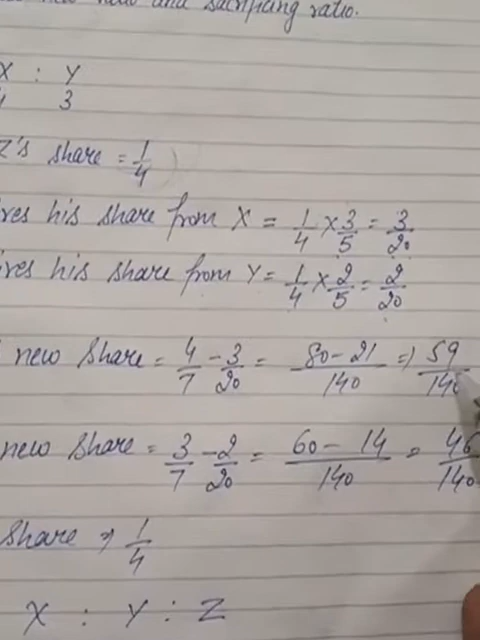 and sacrificing ratio.
X : Y
4 3
Z's share = 1/4
his share from X = 1/4 × 3/5 = 3/20
his share from Y = 1/4 × 2/5 = 2/20
new share = 4/7 - 3/20 = 80-21/140 => 59/140
new share = 3/7 - 2/20 = 60-14/140 = 46/140
share => 1/4
X : Y : Z